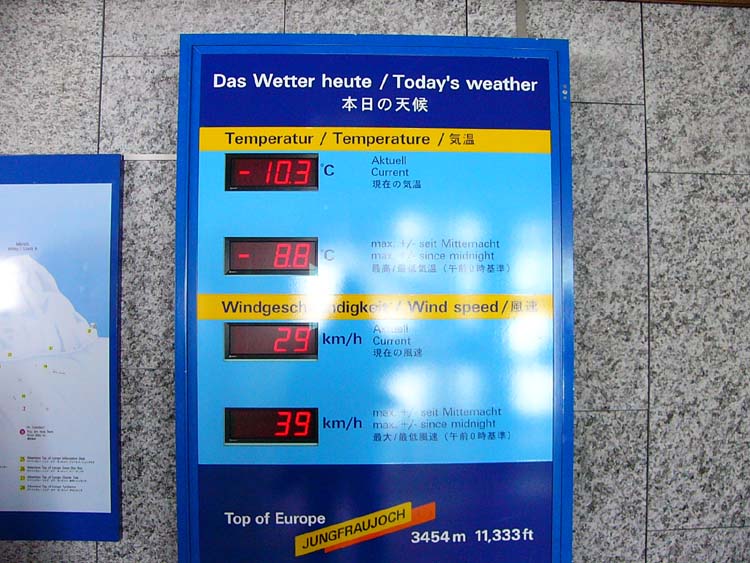 Das Wetter heute / Today's weather
本日の天候
Temperatur / Temperature / 気温
-10.3 °C
Aktuell
Current
現在の気温
- 8.8 °C
max. +/- seit Mitternacht
max. +/- since midnight
最高/最低気温（午前0時基準）
Windgeschwindigkeit / Wind speed / 風速
29 km/h
Aktuell
Current
現在の風速
39 km/h
max. +/- seit Mitternacht
max. +/- since midnight
最大/最低風速（午前0時基準）
Top of Europe
JUNGFRAUJOCH
3454 m 11,333 ft